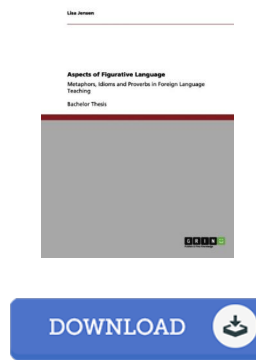 Lisa Jensen
Aspects of Figurative Language
Metaphors, Idioms and Proverbs in Foreign Language
Teaching
Bachelor Thesis
GRIN
DOWNLOAD